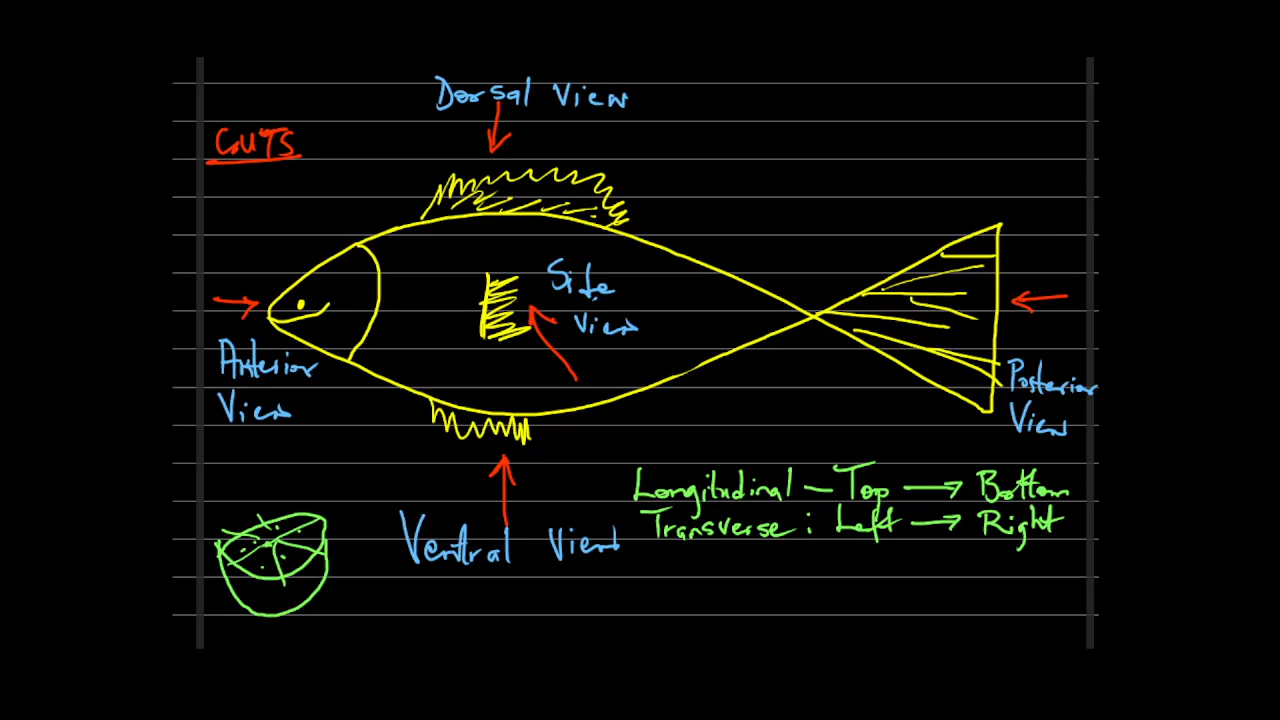 Dorsal View
CUTS
Side
view
Anterior
View
Posterior
View
Longitudinal — Top → Bottom
Transverse : Left → Right
Ventral View